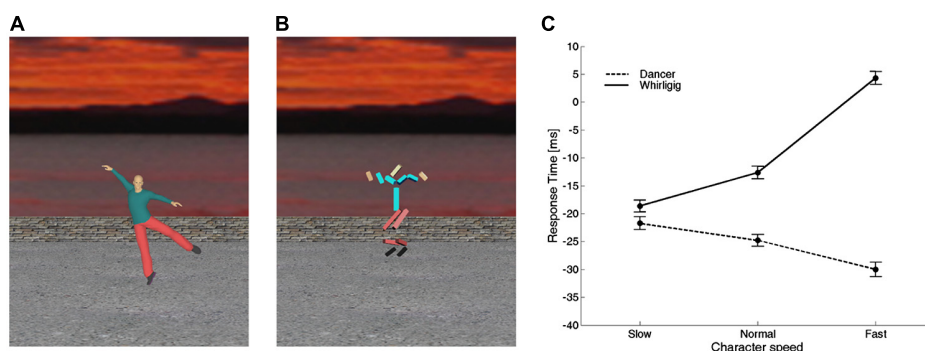 A
B
C
10
5
0
-5
-10
-15
-20
-25
-30
-35
-40
Response Time [ms]
Dancer
Whirligig
Slow Normal Fast
Character speed